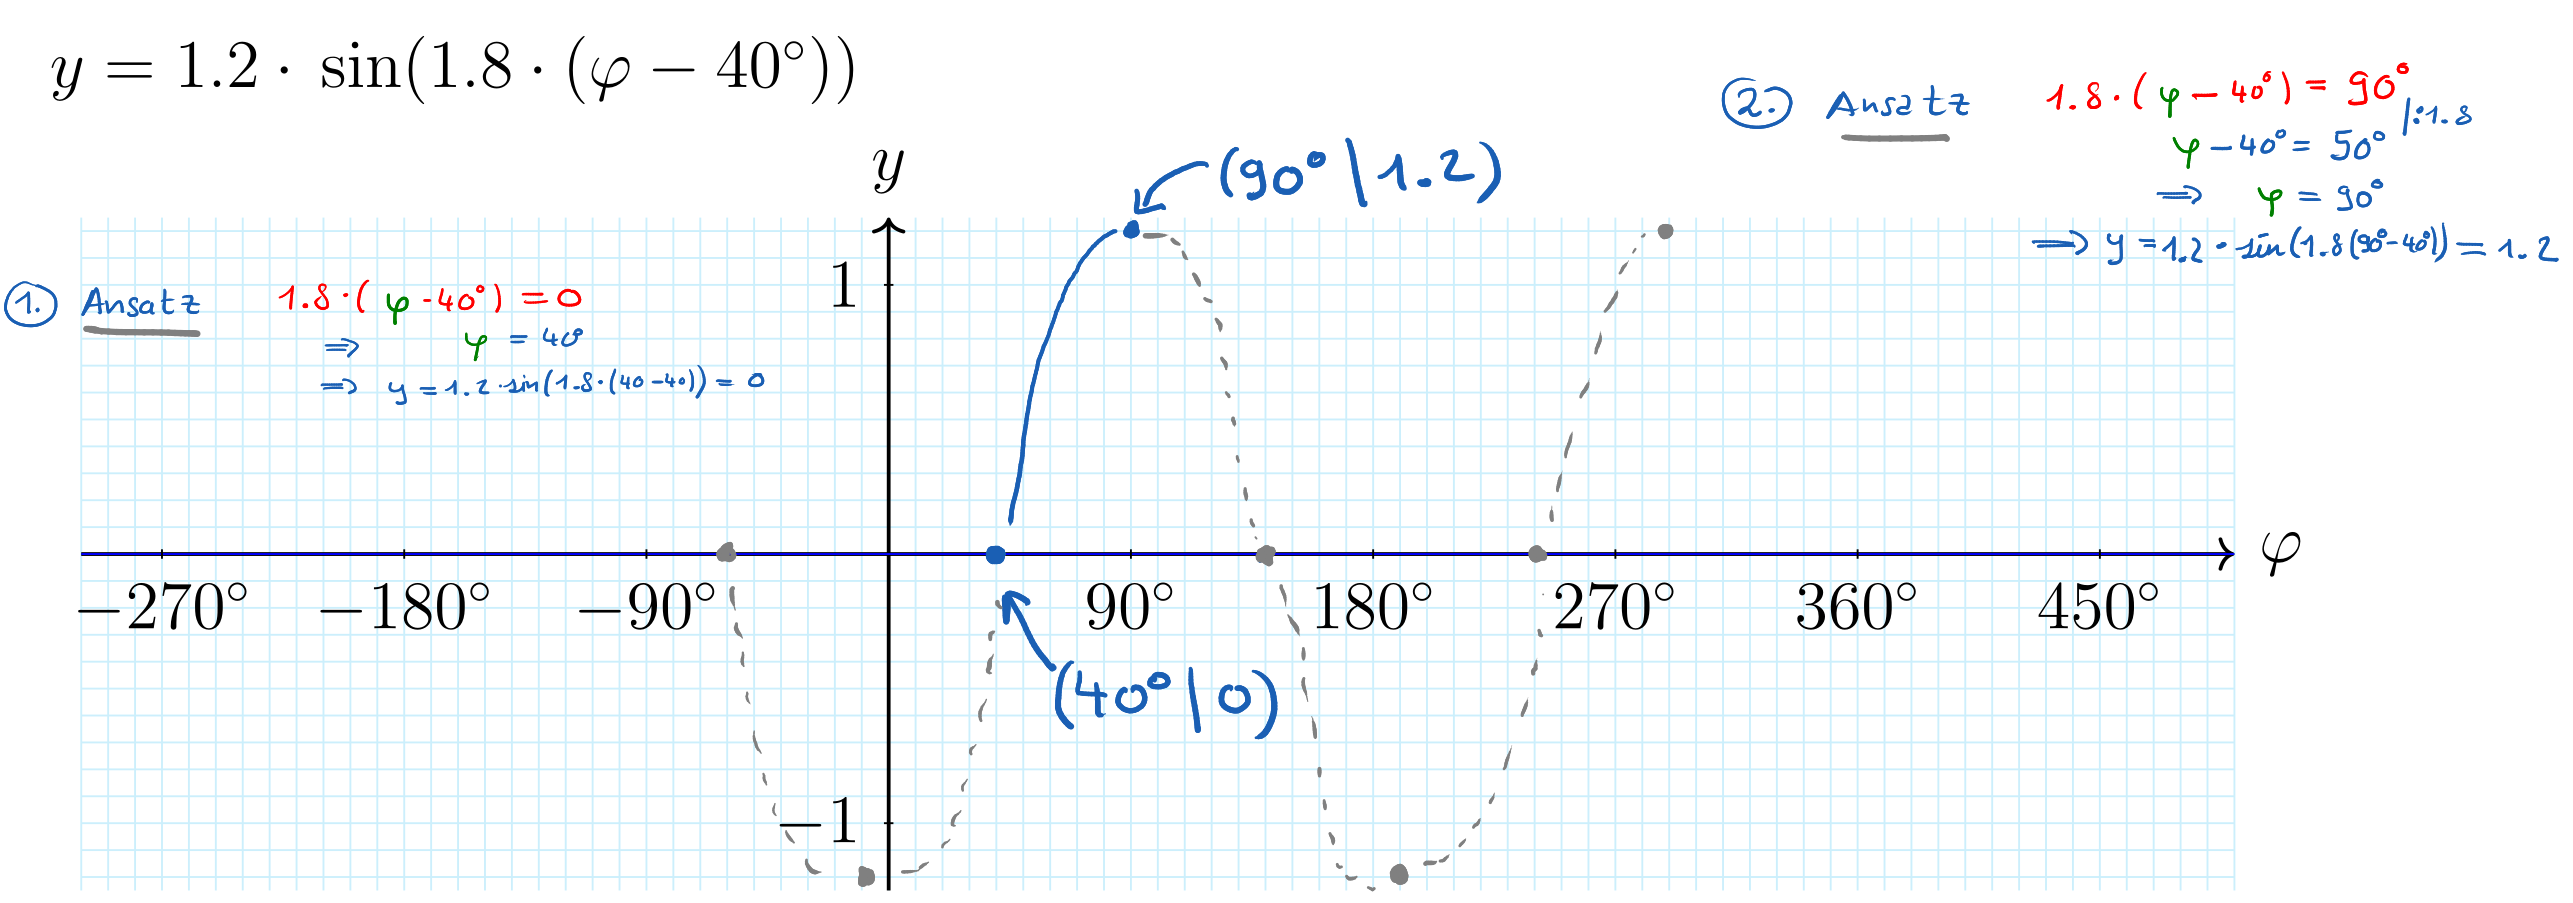 y = 1.2 · sin(1.8 · (φ − 40°))
2. Ansatz
1.8 · (φ − 40°) = 90° |:1.8
φ − 40° = 50°
⇒ φ = 90°
⇒ y = 1.2 · sin(1.8(90° − 40°)) = 1.2
y
(90° | 1.2)
1
1. Ansatz
1.8 · (φ - 40°) = 0
⇒ φ = 40°
⇒ y = 1.2 · sin(1.8 · (40 − 40)) = 0
φ
−270° −180° −90° 90° 180° 270° 360° 450°
(40° | 0)
−1